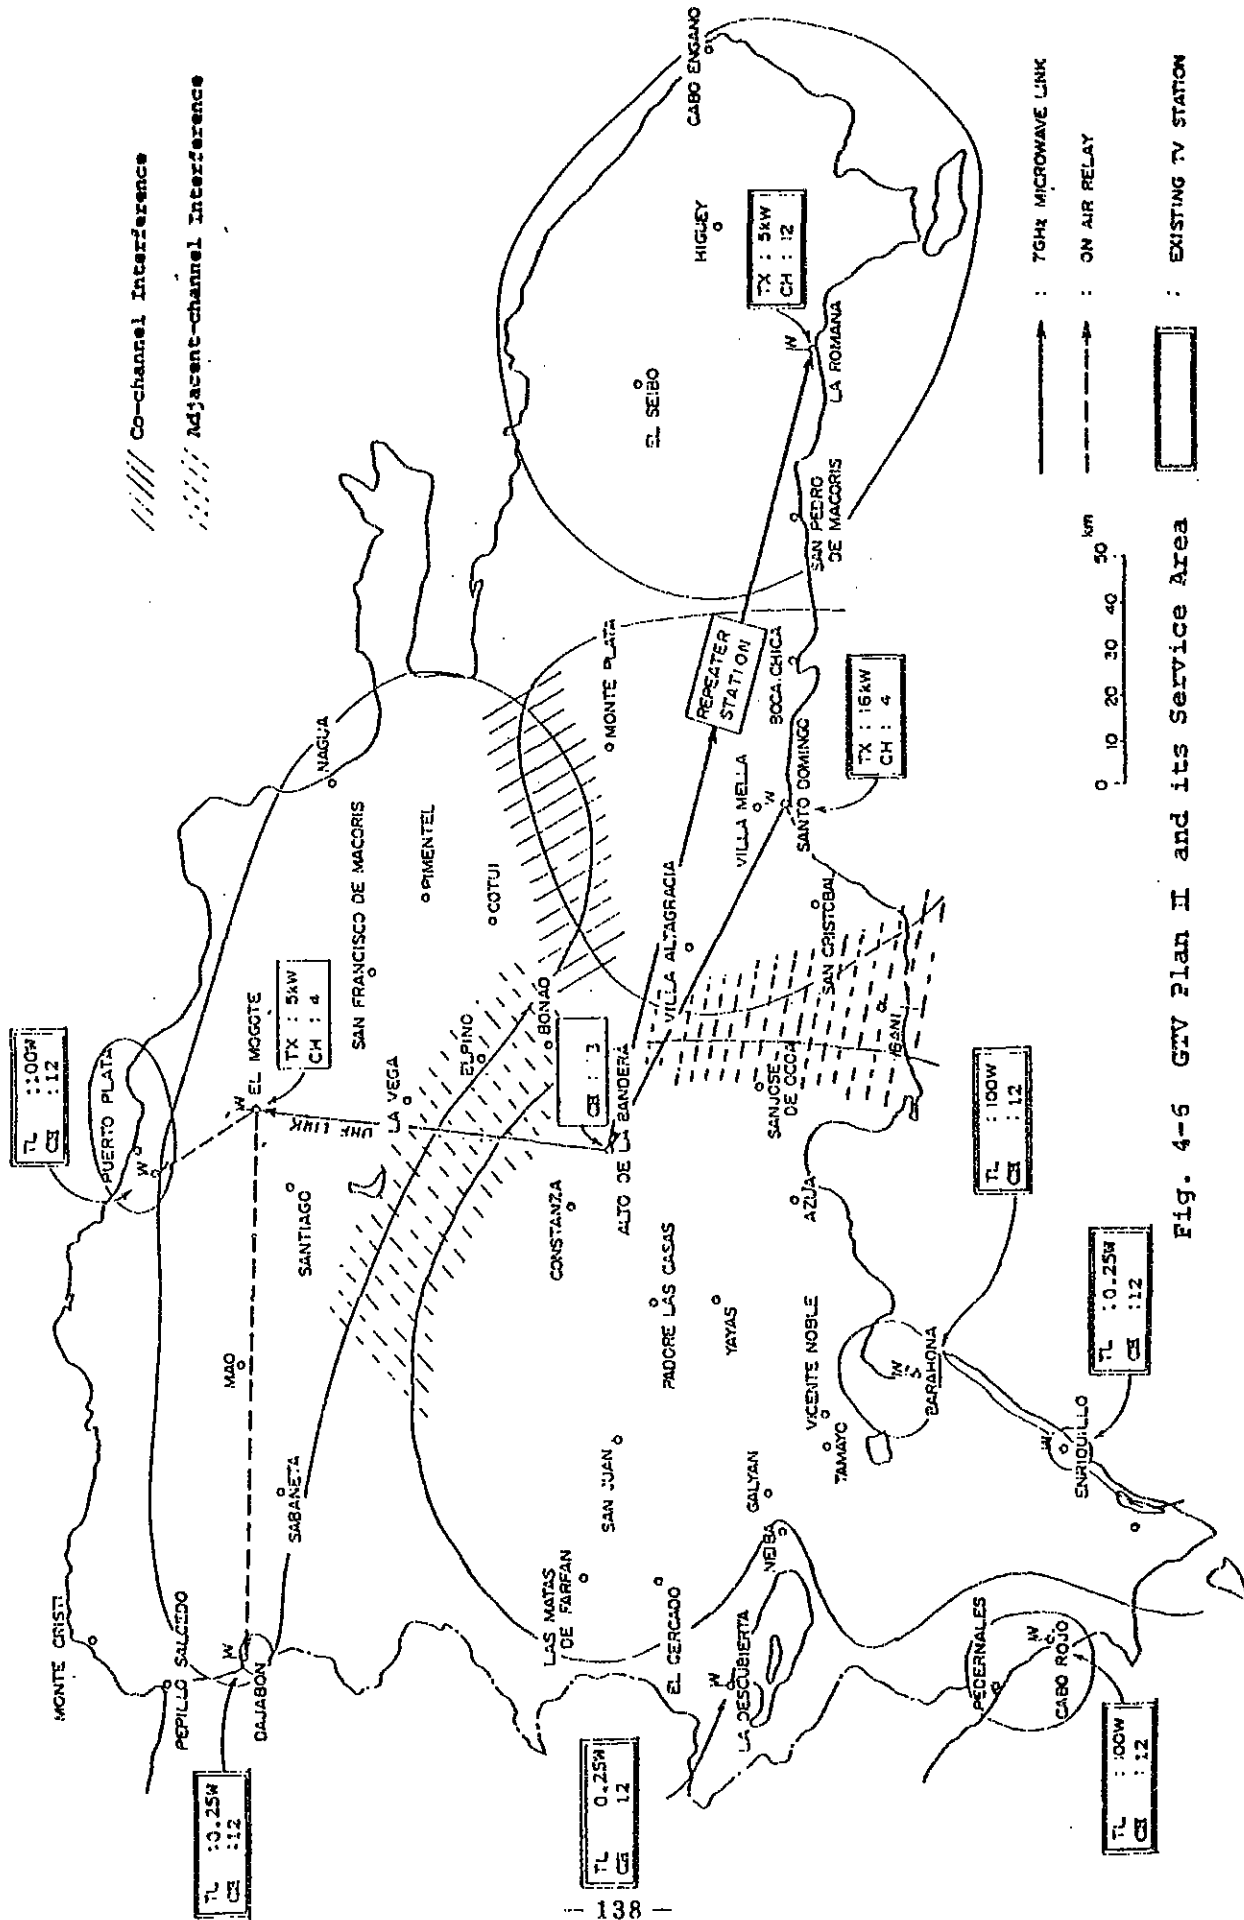 Co-channel Interference
Adjacent-channel Interference
MONTE CRISTI
PEPILLO SALCEDO
DAJABON
TL : 0.25W
CH : 12
SABANETA
MAO
SANTIAGO
PUERTO PLATA
TL : 100W
CH : 12
EL MOGOTE
TX : 5kW
CH : 4
UHF LINK
LA VEGA
SAN FRANCISCO DE MACORIS
NAGUA
PIMENTEL
COTUI
EL PINO
BONAO
CH : 3
ALTO DE LA BANDERA
CONSTANZA
LAS MATAS
DE FARFAN
SAN JUAN
EL CERCADO
PADORE LAS CASAS
YAYAS
TL 0.25W
CH 12
LA DESCUBIERTA
NEIBA
GALVAN
TAMAYO
VICENTE NOBLE
AZUA
SAN JOSE
DE OCOA
VILLA ALTAGRACIA
SAN CRISTOBAL
BANI
MONTE PLATA
VILLA MELLA
SANTO DOMINGO
TX : 16kW
CH : 4
BOCA CHICA
REPEATER
STATION
SAN PEDRO
DE MACORIS
EL SEIBO
HIGUEY
LA ROMANA
TX : 5kW
CH : 12
CABO ENGANO
BARAHONA
TL : 100W
CH : 12
ENRIQUILLO
TL : 0.25W
CH : 12
PEDERNALES
CABO ROJO
TL : 100W
CH : 12
0 10 20 30 40 50 km
: 7GHz MICROWAVE LINK
: ON AIR RELAY
: EXISTING TV STATION
Fig. 4-6 GTV Plan II and its Service Area
- 138 -